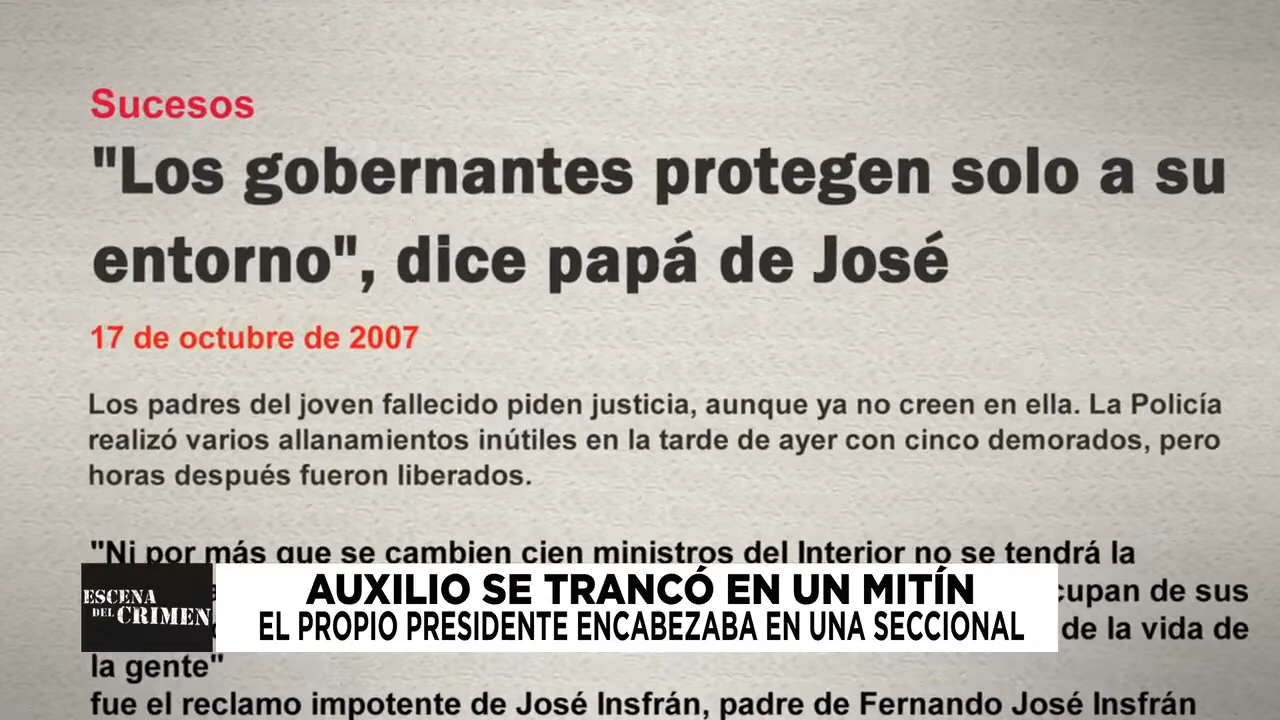 Sucesos
"Los gobernantes protegen solo a su
entorno", dice papá de José
17 de octubre de 2007
Los padres del joven fallecido piden justicia, aunque ya no creen en ella. La Policía
realizó varios allanamientos inútiles en la tarde de ayer con cinco demorados, pero
horas después fueron liberados.
"Ni por más que se cambien cien ministros del Interior no se tendrá la
cupan de sus
de la vida de
la gente"
fue el reclamo impotente de José Insfrán, padre de Fernando José Insfrán
ESCENA
DEL CRIMEN
AUXILIO SE TRANCÓ EN UN MITÍN
EL PROPIO PRESIDENTE ENCABEZABA EN UNA SECCIONAL